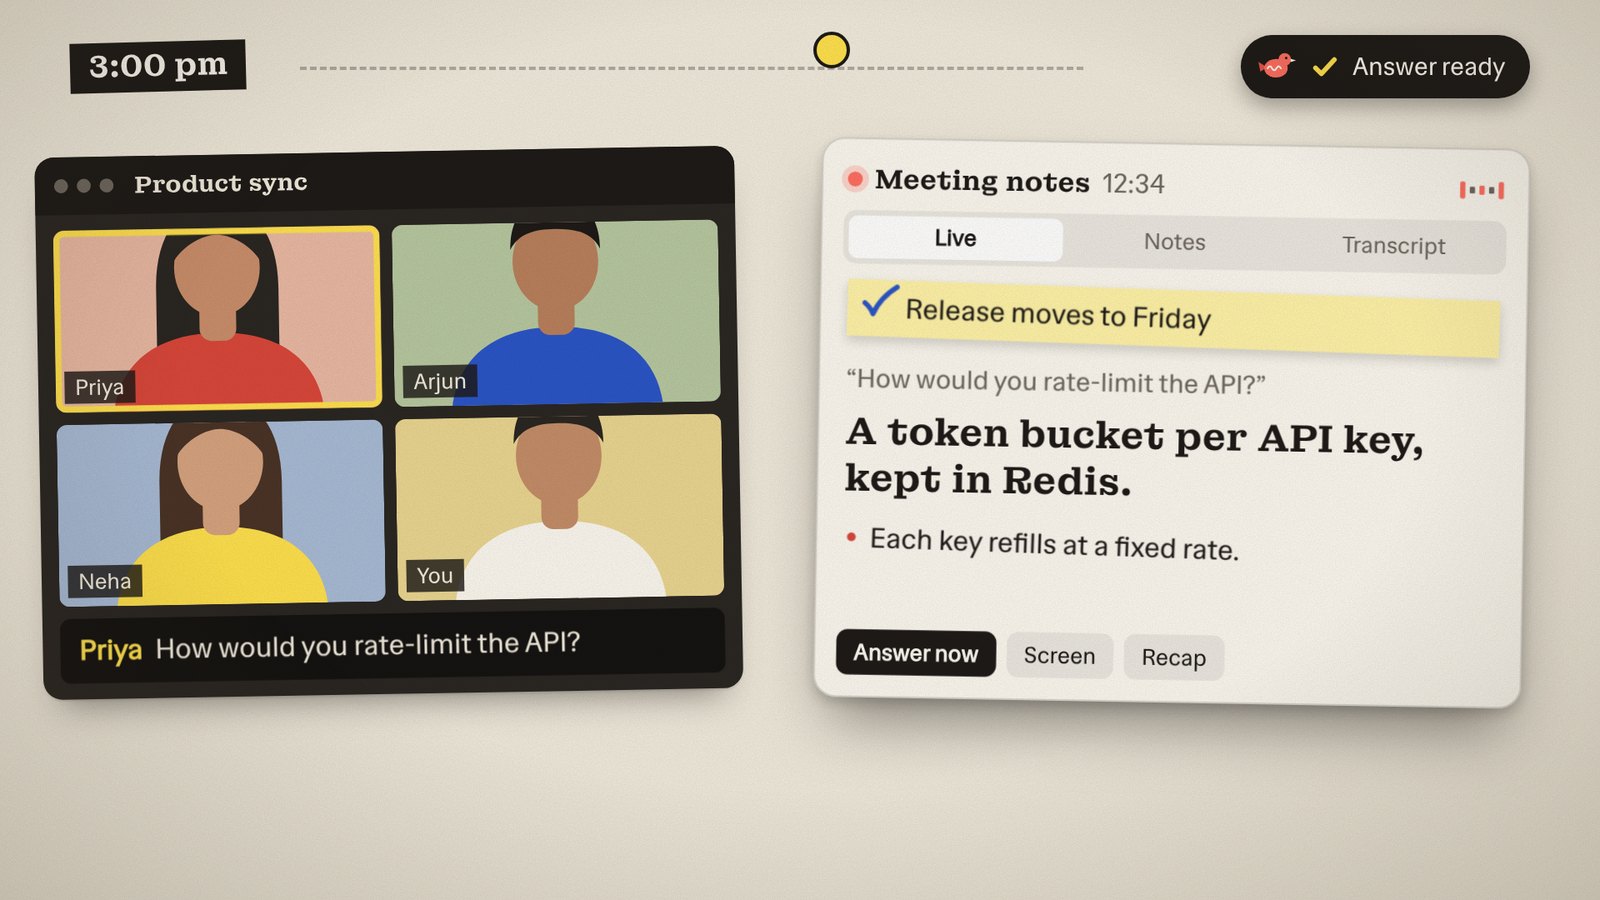 3:00 pm
Answer ready
Product sync
Priya
Arjun
Neha
You
Priya How would you rate-limit the API?
Meeting notes 12:34
Live Notes Transcript
Release moves to Friday
“How would you rate-limit the API?”
A token bucket per API key,
kept in Redis.
• Each key refills at a fixed rate.
Answer now Screen Recap